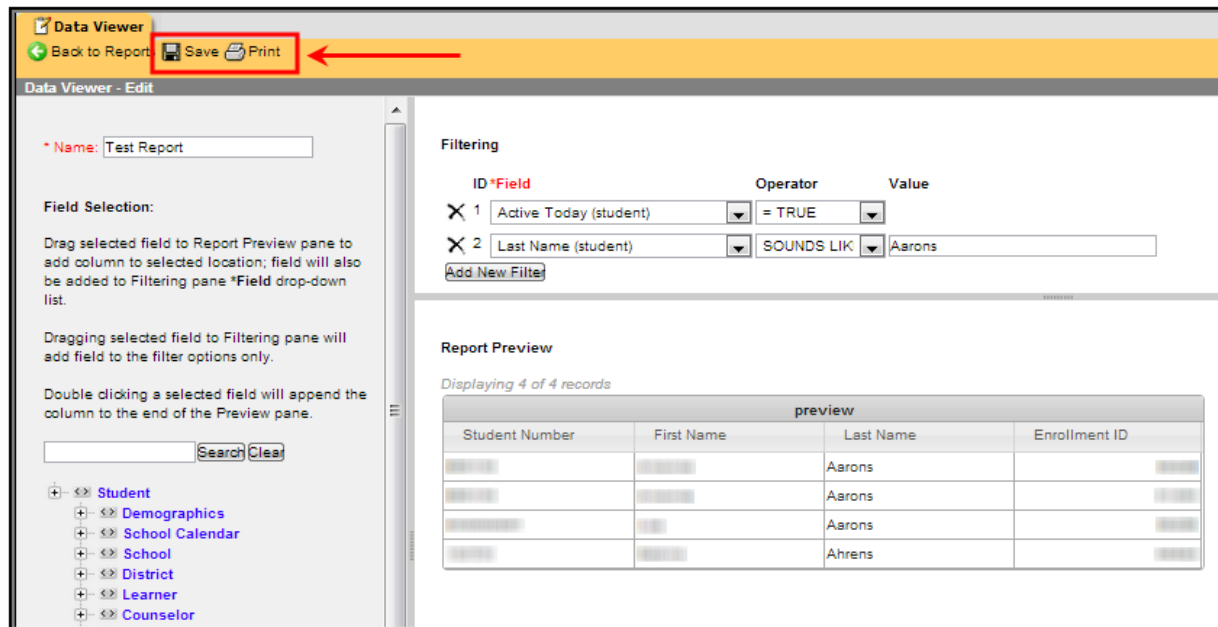 Data Viewer
Back to Report Save Print
Data Viewer - Edit
* Name: Test Report
Field Selection:
Drag selected field to Report Preview pane to
add column to selected location; field will also
be added to Filtering pane *Field drop-down
list.
Dragging selected field to Filtering pane will
add field to the filter options only.
Double clicking a selected field will append the
column to the end of the Preview pane.
Search Clear
Student
Demographics
School Calendar
School
District
Learner
Counselor
Filtering
ID *Field Operator Value
1 Active Today (student) = TRUE
2 Last Name (student) SOUNDS LIK Aarons
Add New Filter
Report Preview
Displaying 4 of 4 records
preview
Student Number First Name Last Name Enrollment ID
Aarons
Aarons
Aarons
Ahrens